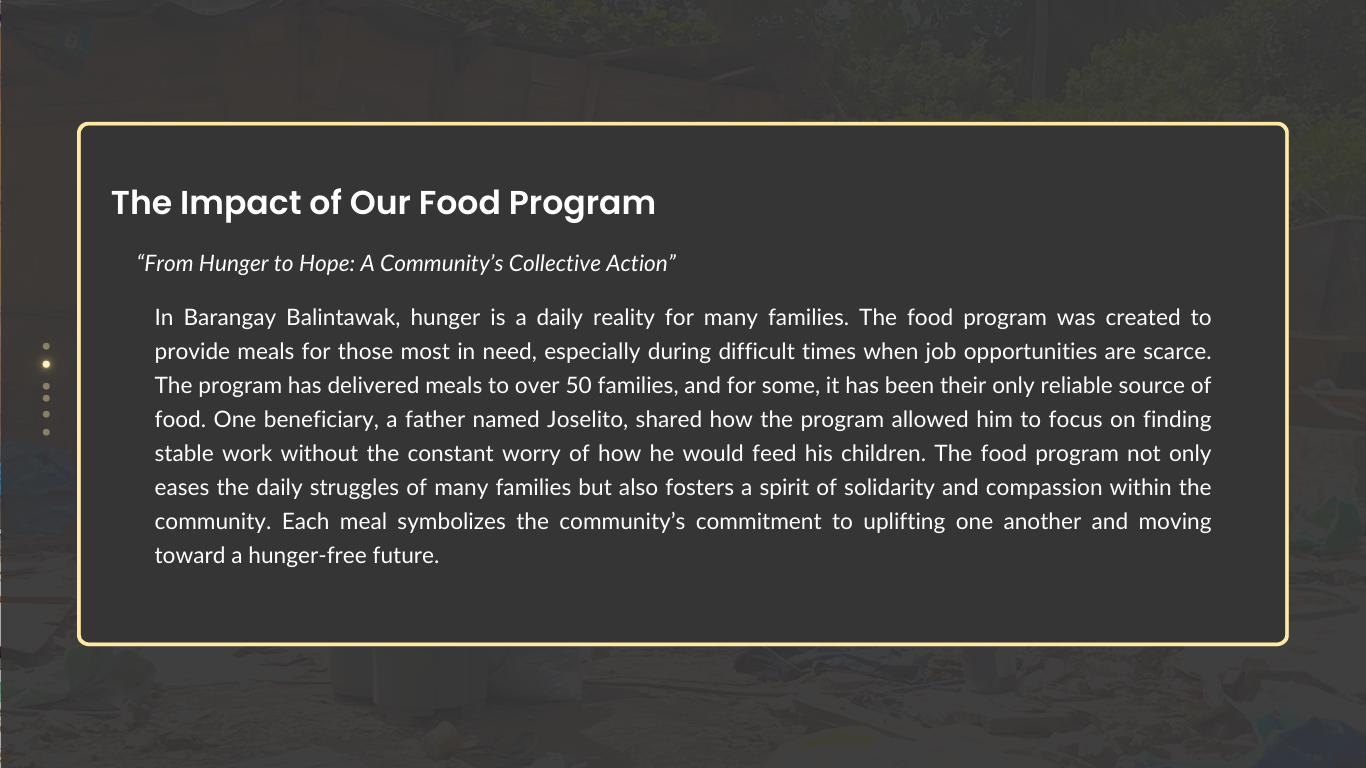 The Impact of Our Food Program
“From Hunger to Hope: A Community’s Collective Action”
In Barangay Balintawak, hunger is a daily reality for many families. The food program was created to
provide meals for those most in need, especially during difficult times when job opportunities are scarce.
The program has delivered meals to over 50 families, and for some, it has been their only reliable source of
food. One beneficiary, a father named Joselito, shared how the program allowed him to focus on finding
stable work without the constant worry of how he would feed his children. The food program not only
eases the daily struggles of many families but also fosters a spirit of solidarity and compassion within the
community. Each meal symbolizes the community’s commitment to uplifting one another and moving
toward a hunger-free future.